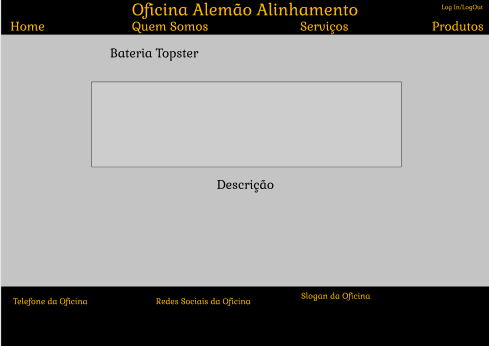 Oficina Alemão Alinhamento
Log In/LogOut
Home Quem Somos Serviços Produtos
Bateria Topster
Descrição
Telefone da Oficina Redes Sociais da Oficina Slogan da Oficina